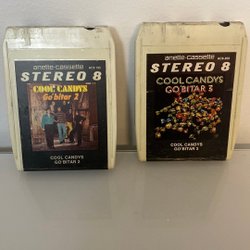 anette-cassette
STEREO 8
COOL CANDYS
Go'bitar 2
COOL CANDYS
GO'BITAR 2
anette-cassette
STEREO 8
COOL CANDYS
GO'BITAR 3
COOL CANDYS
GO'BITAR 3